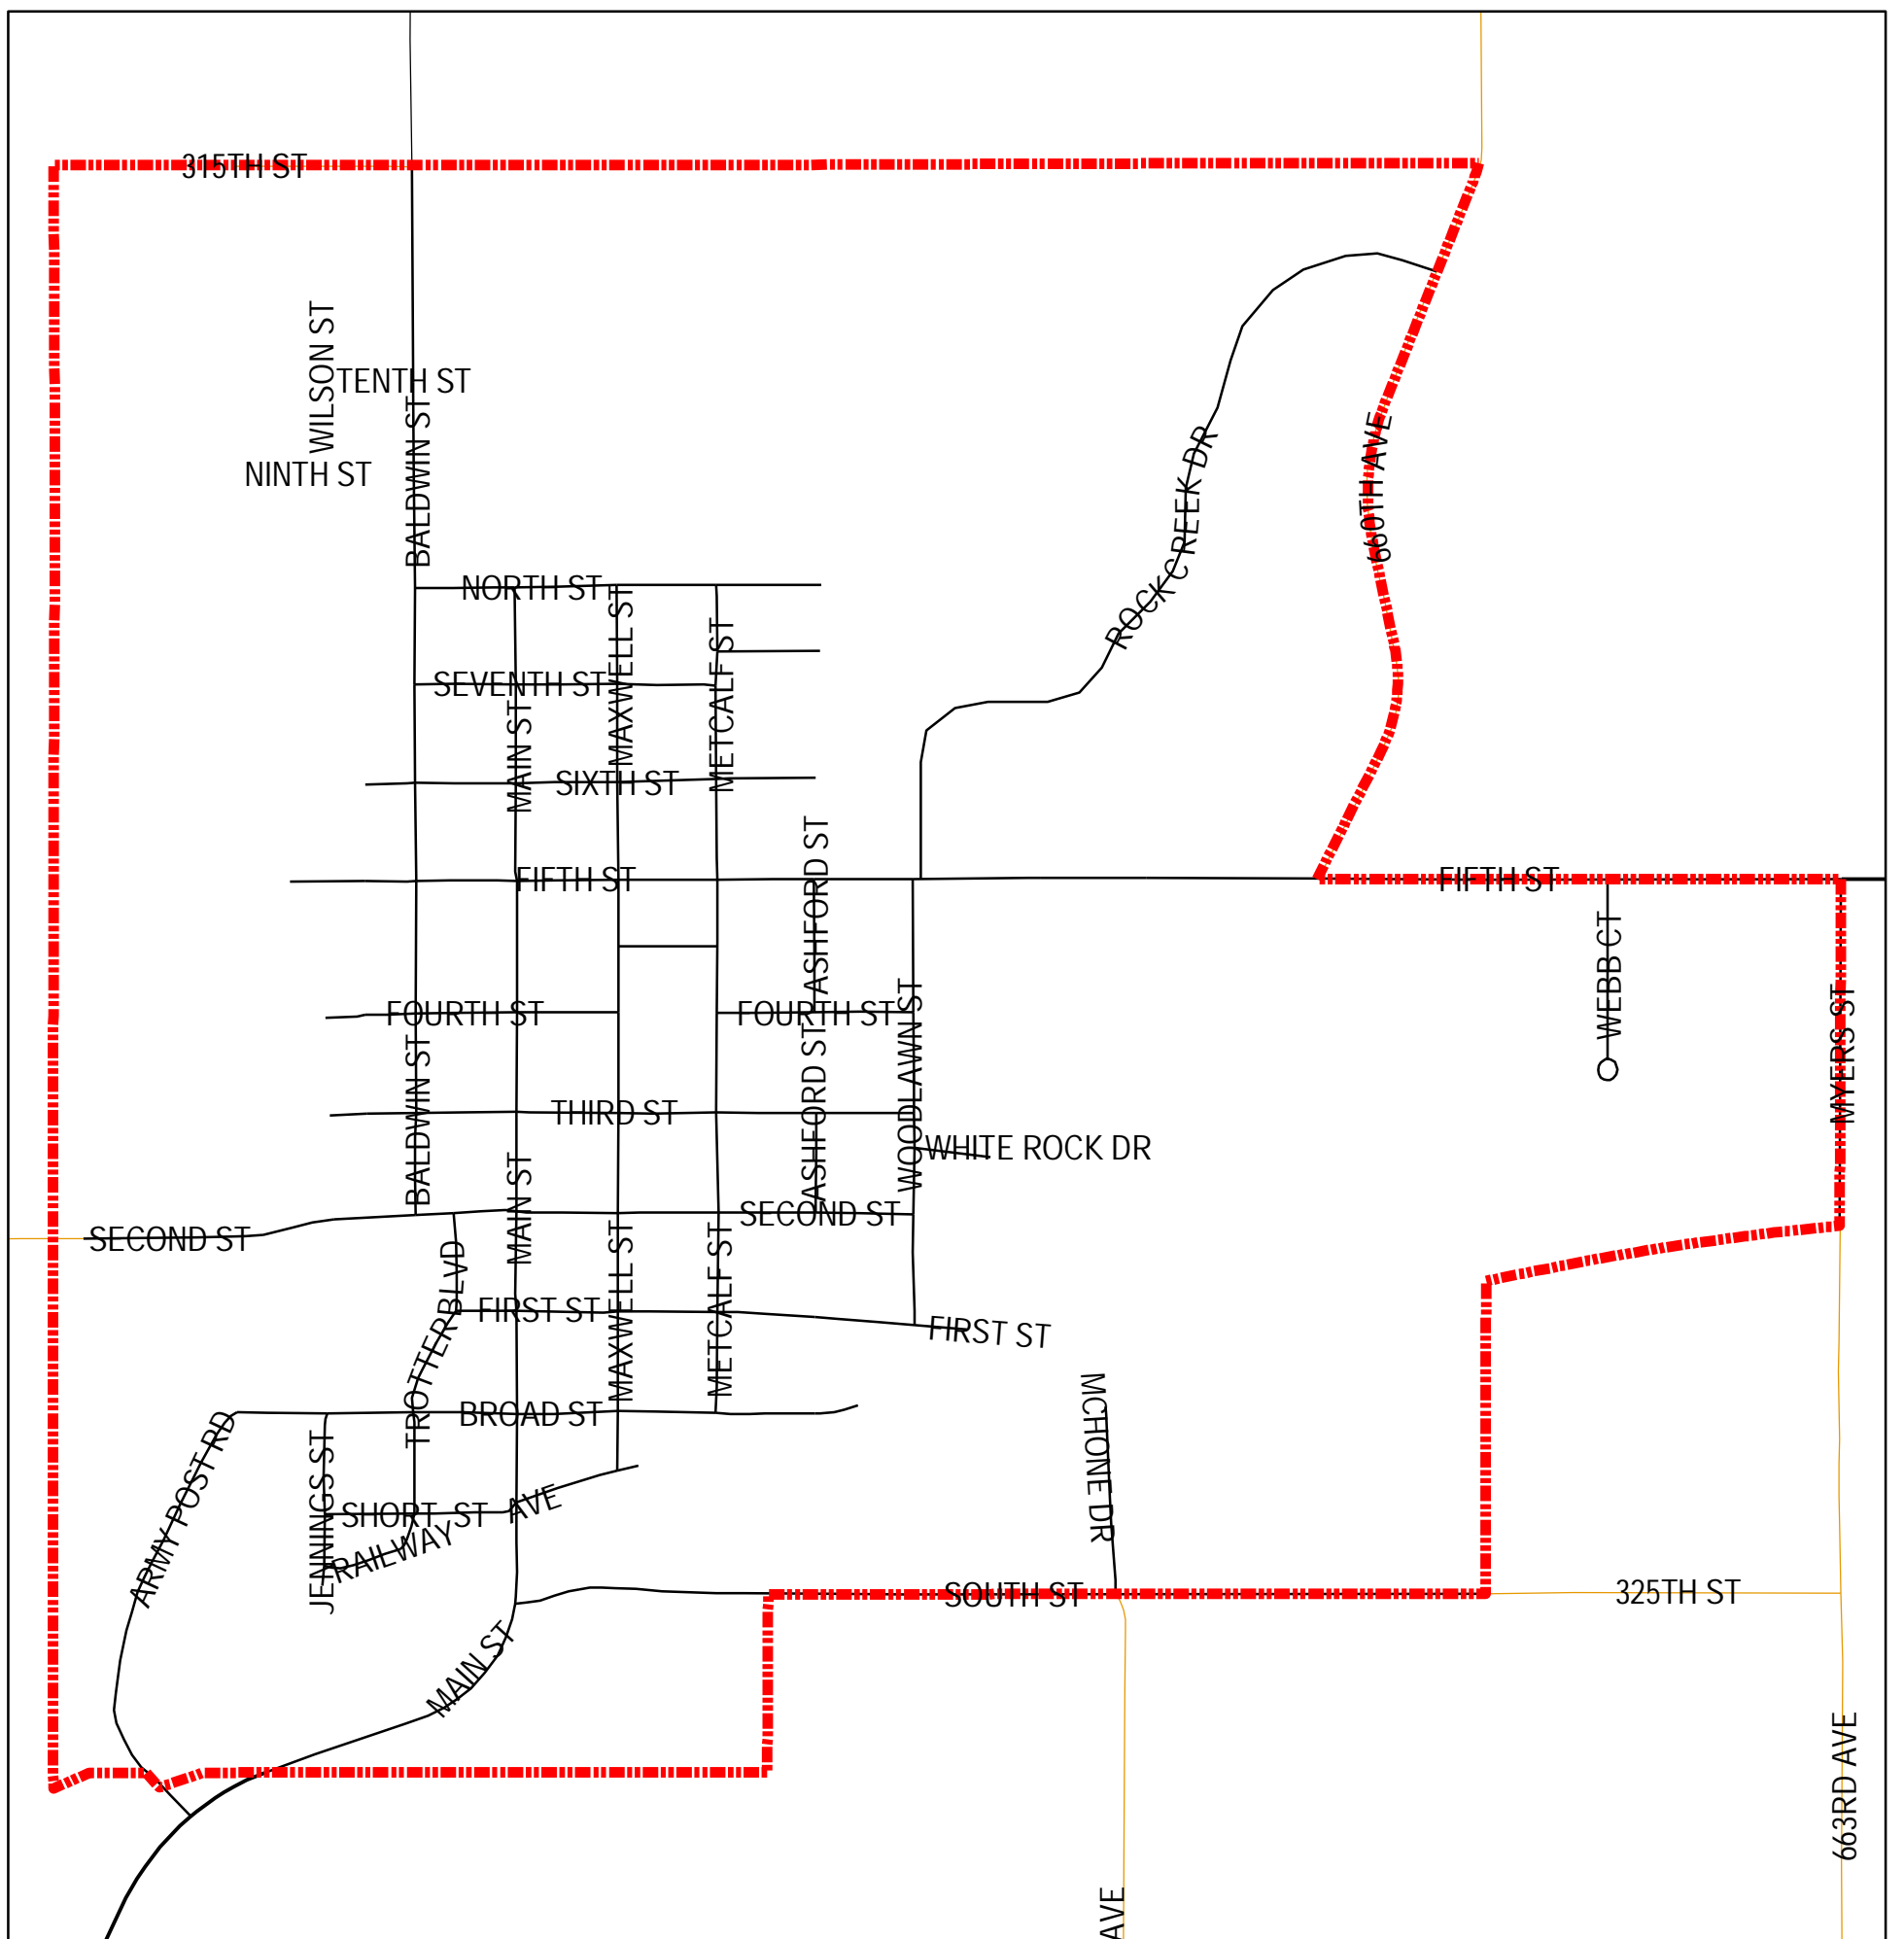 315TH ST
WILSON ST
TENTH ST
BALDWIN ST
NINTH ST
ROCK CREEK DR
660TH AVE
NORTH ST
MAXWELL ST
METCALF ST
SEVENTH ST
MAIN ST
SIXTH ST
ASHFORD ST
FIFTH ST
FIFTH ST
WEBB CT
MYERS ST
FOURTH ST
FOURTH ST
WOODLAWN ST
BALDWIN ST
ASHFORD ST
THIRD ST
WHITE ROCK DR
MAIN ST
SECOND ST
SECOND ST
TROTTER BLVD
MAXWELL ST
METCALF ST
FIRST ST
FIRST ST
MCHONE DR
BROAD ST
ARMY POST RD
JENNINGS ST
SHORT ST
RAILWAY AVE
SOUTH ST
325TH ST
MAIN ST
663RD AVE
AVE